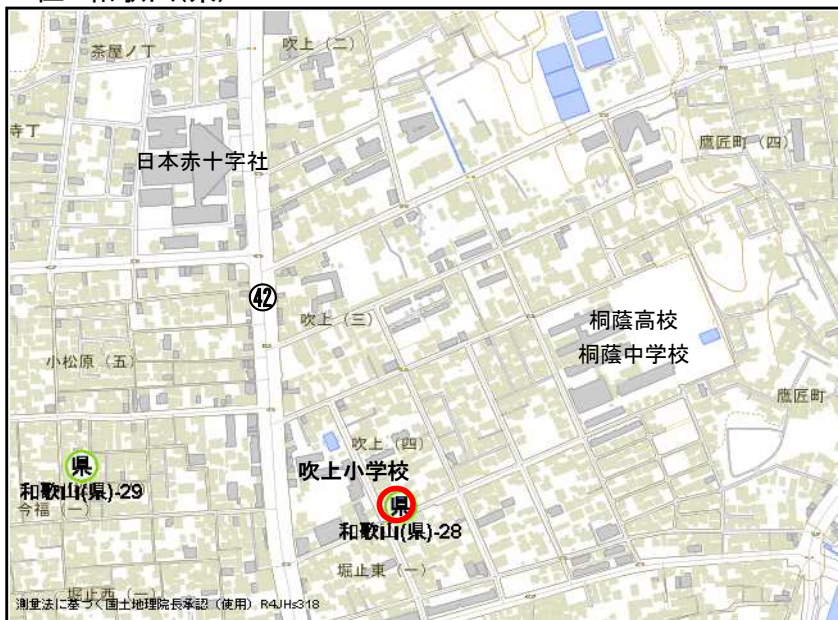 茶屋ノ丁
吹上（二）
寺丁
日本赤十字社
鷹匠町（四）
㊷
吹上（三）
桐蔭高校
桐蔭中学校
小松原（五）
鷹匠町
吹上（四）
県
吹上小学校
和歌山(県)-29
県
今福（一）
和歌山(県)-28
堀止東（一）
堀止西（一）
測量法に基づく国土地理院長承認（使用）R4JHs318